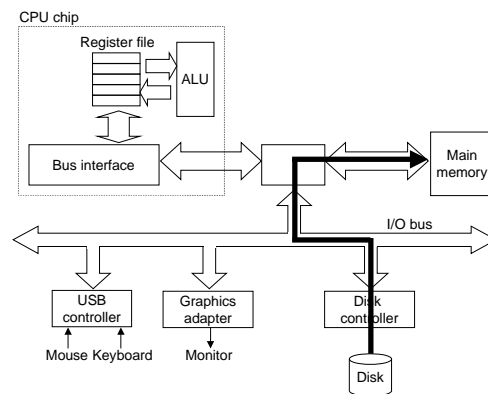 CPU chip
Register file
ALU
Bus interface
Main
memory
I/O bus
USB
controller
Graphics
adapter
Disk
controller
Mouse Keyboard
Monitor
Disk